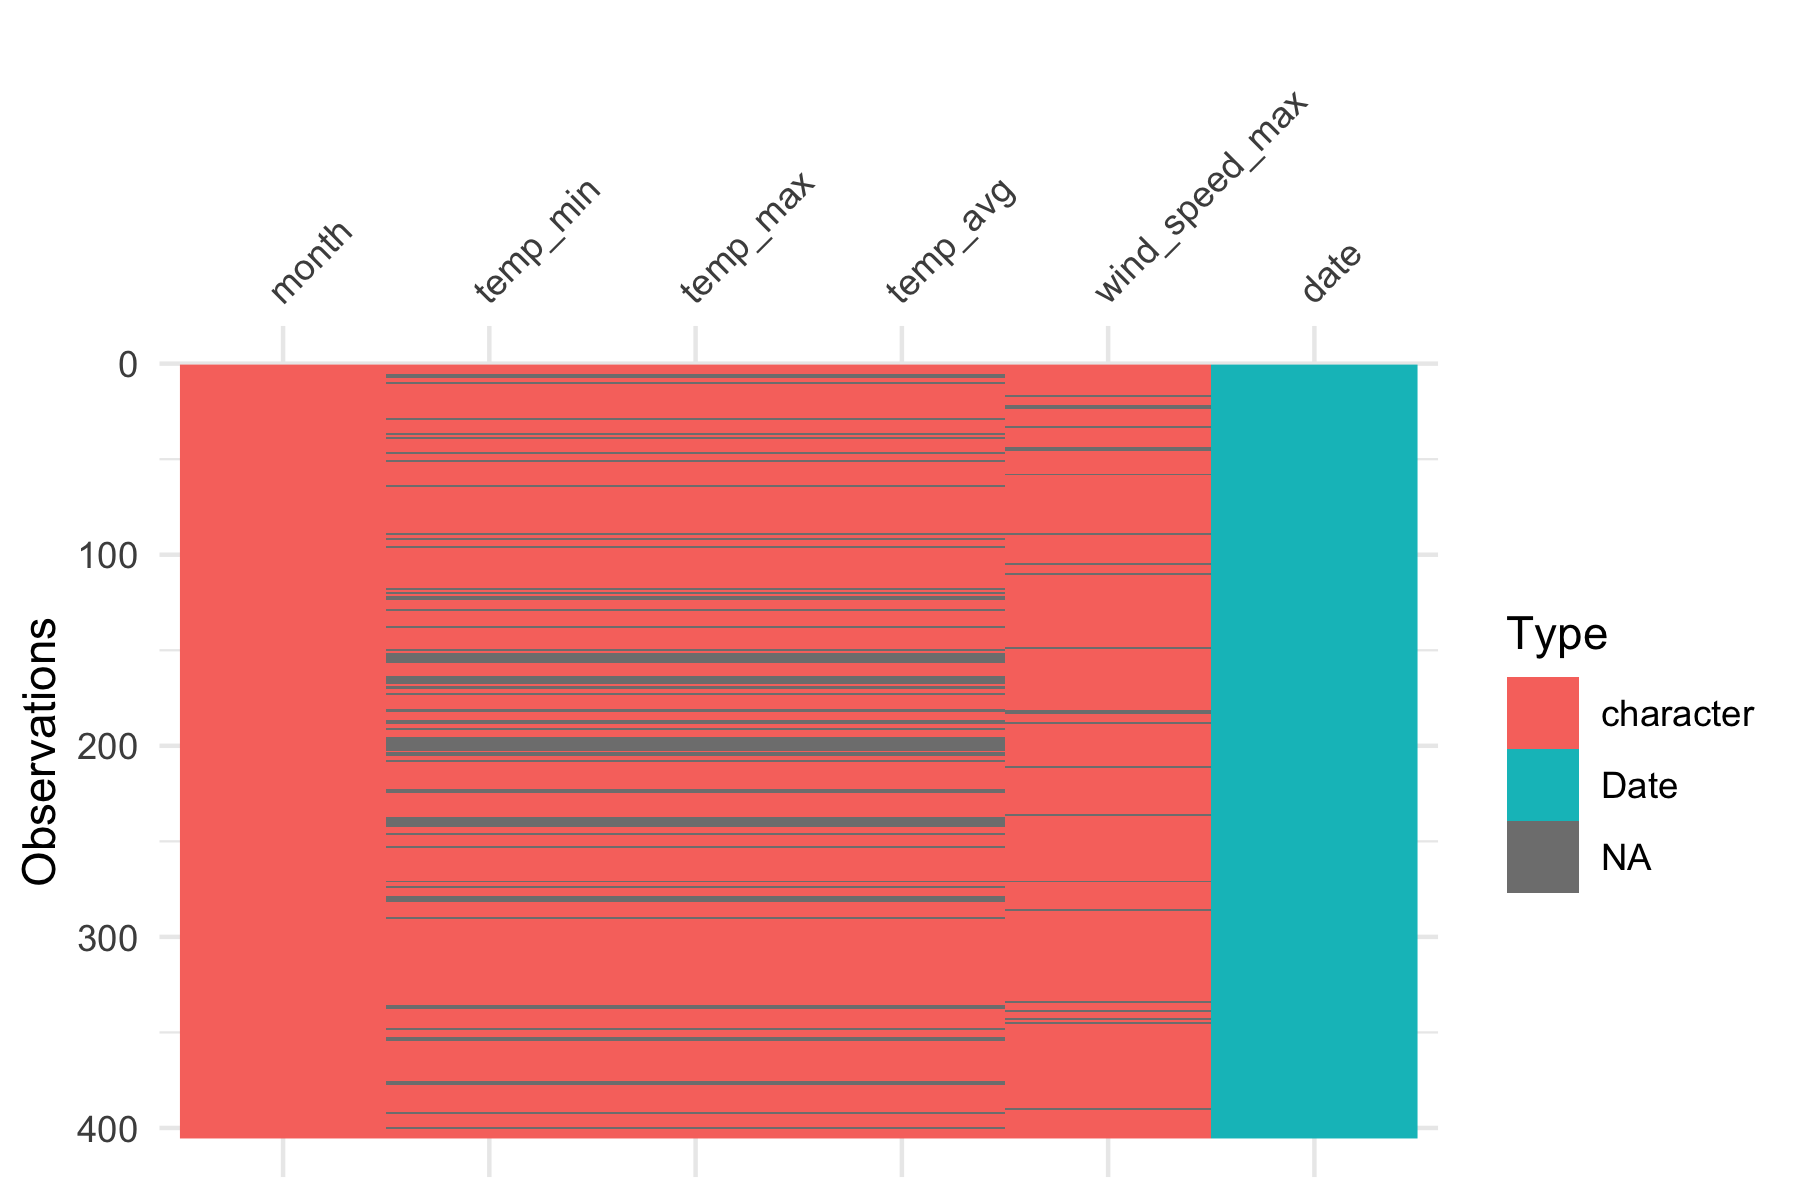 month
temp_min
temp_max
temp_avg
wind_speed_max
date
0
100
200
300
400
Observations
Type
character
Date
NA